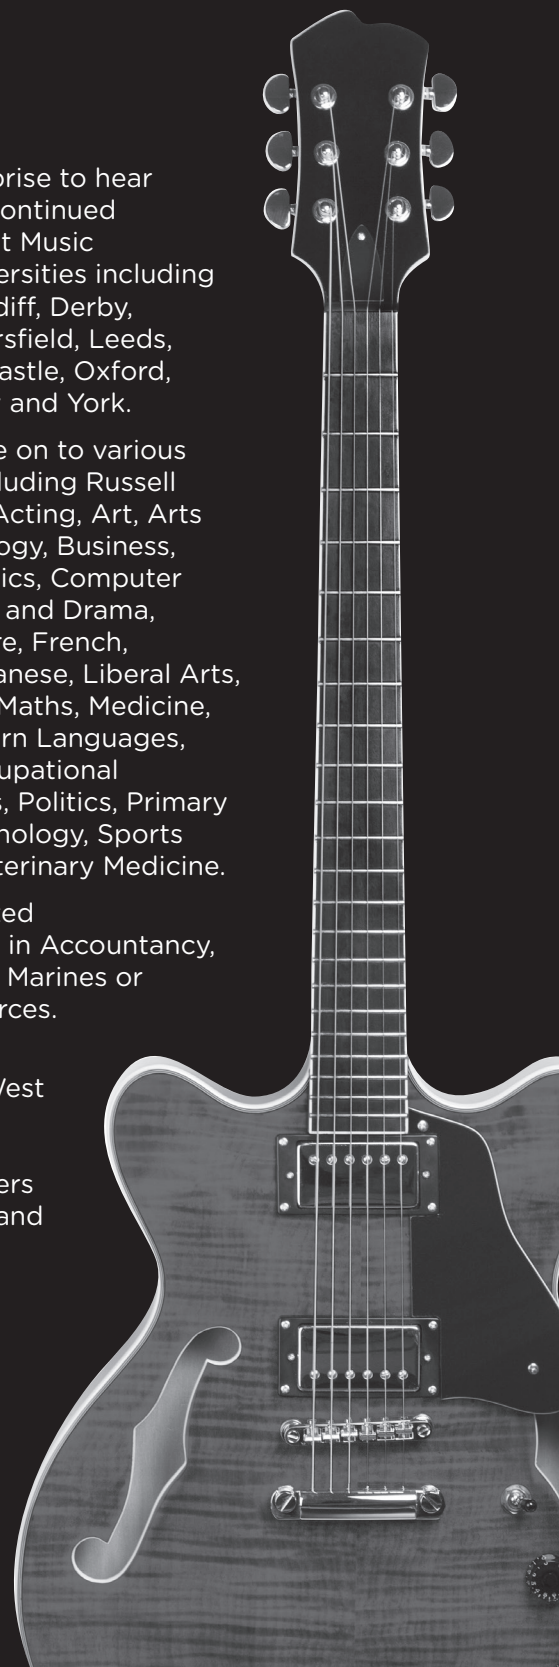 prise to hear
ontinued
t Music
ersities including
diff, Derby,
rsfield, Leeds,
astle, Oxford,
and York.
e on to various
luding Russell
Acting, Art, Arts
ogy, Business,
ics, Computer
and Drama,
re, French,
anese, Liberal Arts,
Maths, Medicine,
rn Languages,
upational
s, Politics, Primary
nology, Sports
terinary Medicine.
ed
in Accountancy,
Marines or
rces.
West
ers
and